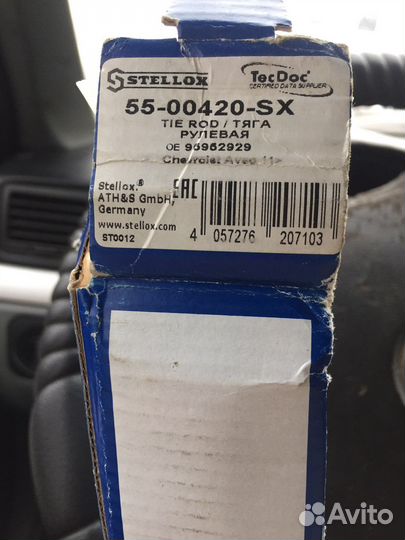 STELLOX
TecDoc
CERTIFIED DATA SUPPLIER
55-00420-SX
TIE ROD / ТЯГА
РУЛЕВАЯ
OE 95952929
Chevrolet Aveo 11>
Stellox.®
ATH&S GmbH,
Germany
www.stellox.com
ST0012
EAC
4 057276 207103
Avito